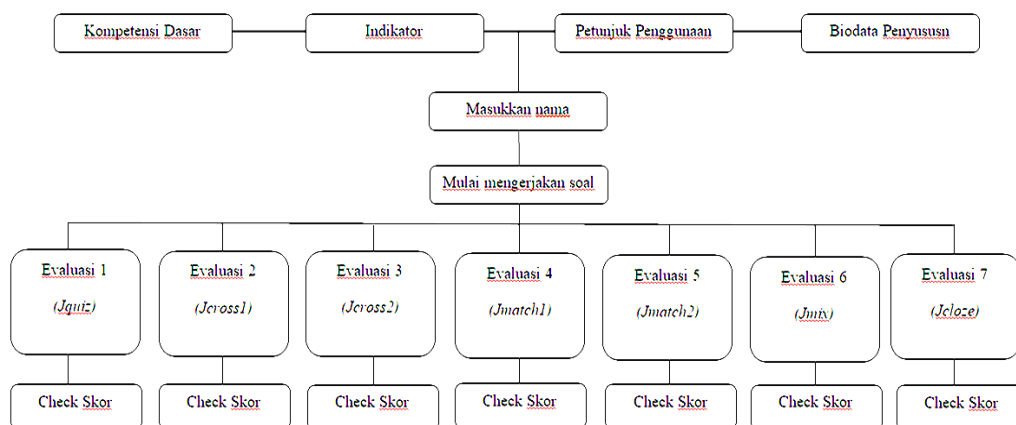 Kompetensi Dasar
Indikator
Petunjuk Penggunaan
Biodata Penyususn
Masukkan nama
Mulai mengerjakan soal
Evaluasi 1
(Jquiz)
Evaluasi 2
(Jcross1)
Evaluasi 3
(Jcross2)
Evaluasi 4
(Jmatch1)
Evaluasi 5
(Jmatch2)
Evaluasi 6
(Jmix)
Evaluasi 7
(Jcloze)
Check Skor
Check Skor
Check Skor
Check Skor
Check Skor
Check Skor
Check Skor